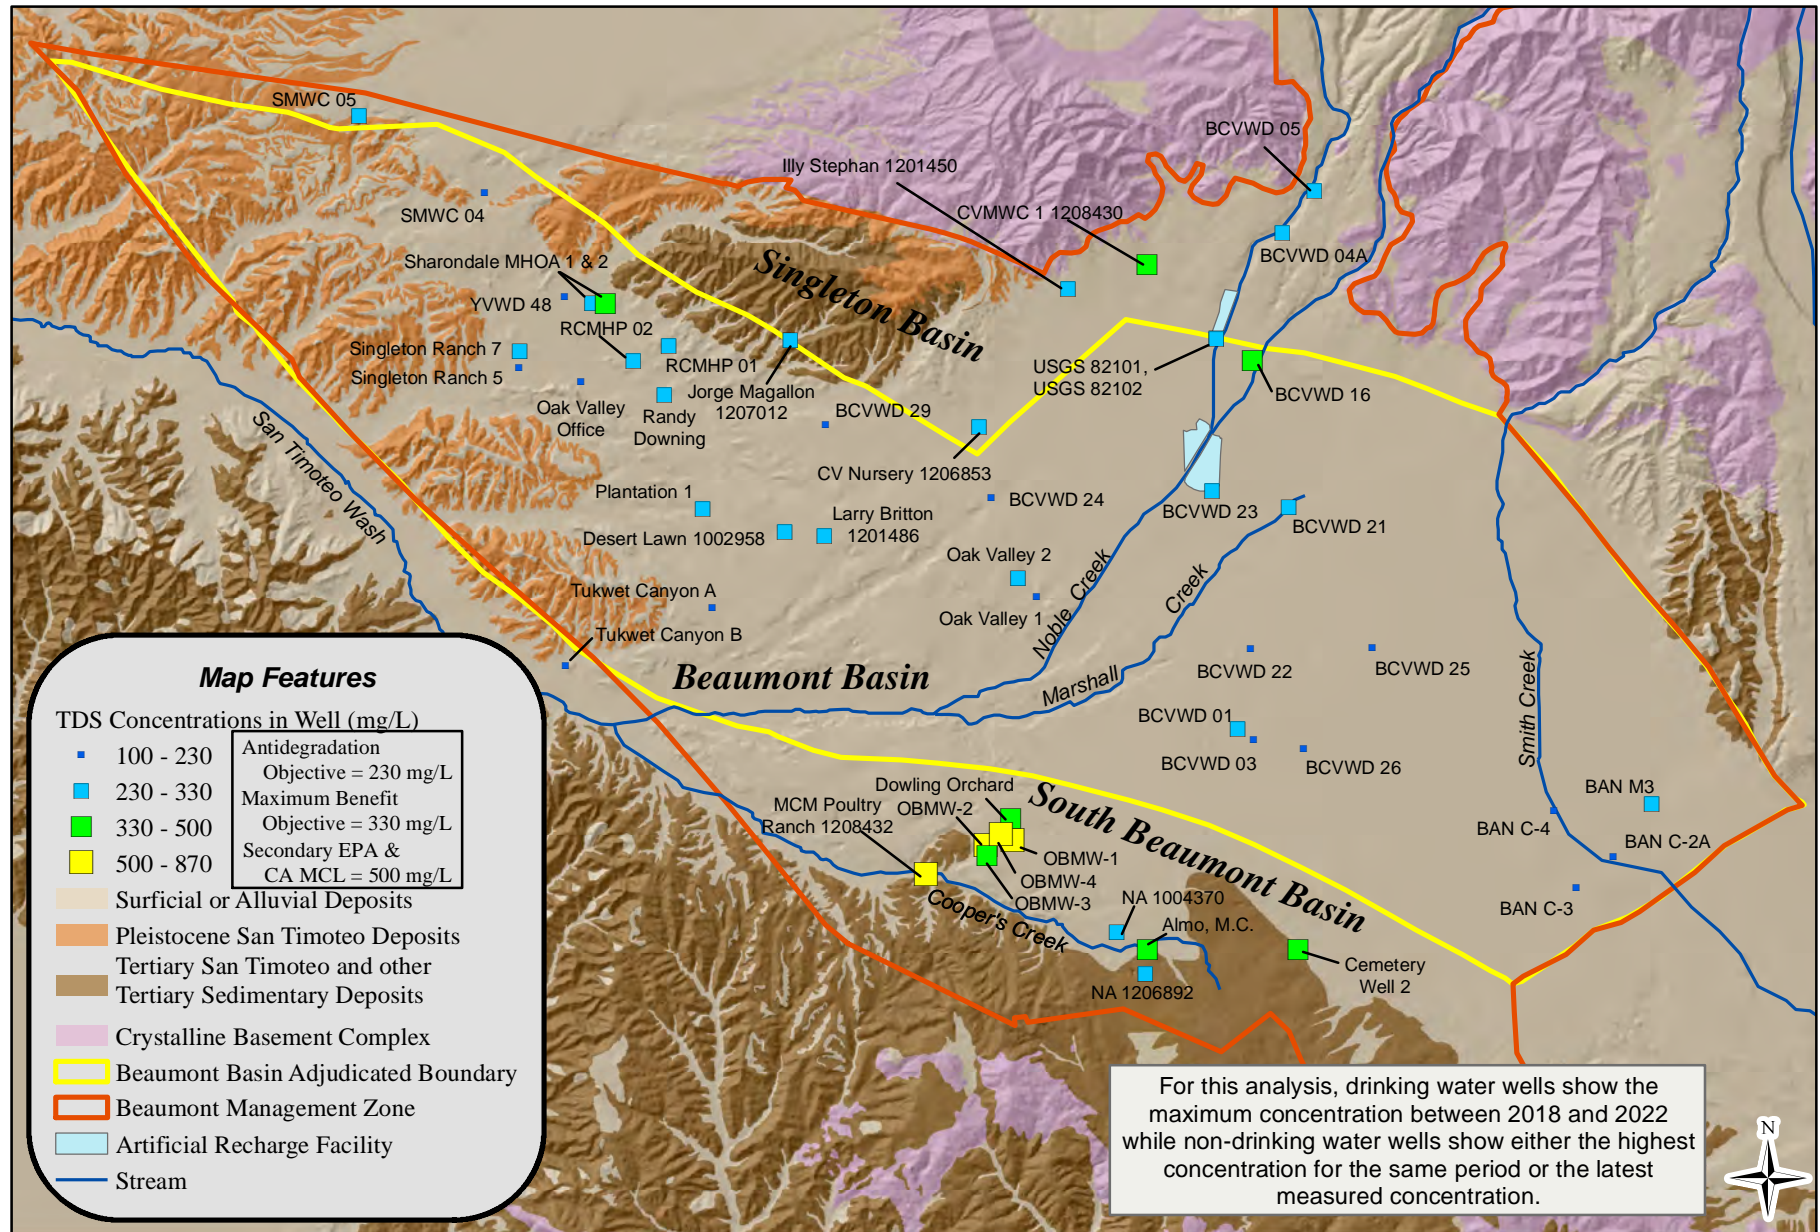 SMWC 05
BCVWD 05
Illy Stephan 1201450
CVMWC 1 1208430
SMWC 04
BCVWD 04A
Sharondale MHOA 1 & 2
Singleton Basin
YVWD 48
RCMHP 02
Singleton Ranch 7
RCMHP 01
USGS 82101,
USGS 82102
Singleton Ranch 5
Jorge Magallon
1207012
BCVWD 16
Oak Valley
Office
Randy
Downing
BCVWD 29
San Timoteo Wash
CV Nursery 1206853
Plantation 1
BCVWD 24
BCVWD 23
Larry Britton
1201486
BCVWD 21
Desert Lawn 1002958
Oak Valley 2
Noble Creek
Creek
Tukwet Canyon A
Oak Valley 1
Tukwet Canyon B
Beaumont Basin
Marshall
BCVWD 22
BCVWD 25
Smith Creek
BCVWD 01
BCVWD 03
BCVWD 26
Dowling Orchard
South Beaumont Basin
BAN M3
MCM Poultry
Ranch 1208432
OBMW-2
BAN C-4
BAN C-2A
OBMW-1
OBMW-4
OBMW-3
NA 1004370
BAN C-3
Cooper's Creek
Almo, M.C.
Cemetery
Well 2
NA 1206892
Map Features
TDS Concentrations in Well (mg/L)
100 - 230
230 - 330
330 - 500
500 - 870
Antidegradation
Objective = 230 mg/L
Maximum Benefit
Objective = 330 mg/L
Secondary EPA &
CA MCL = 500 mg/L
Surficial or Alluvial Deposits
Pleistocene San Timoteo Deposits
Tertiary San Timoteo and other
Tertiary Sedimentary Deposits
Crystalline Basement Complex
Beaumont Basin Adjudicated Boundary
Beaumont Management Zone
Artificial Recharge Facility
Stream
For this analysis, drinking water wells show the
maximum concentration between 2018 and 2022
while non-drinking water wells show either the highest
concentration for the same period or the latest
measured concentration.
N